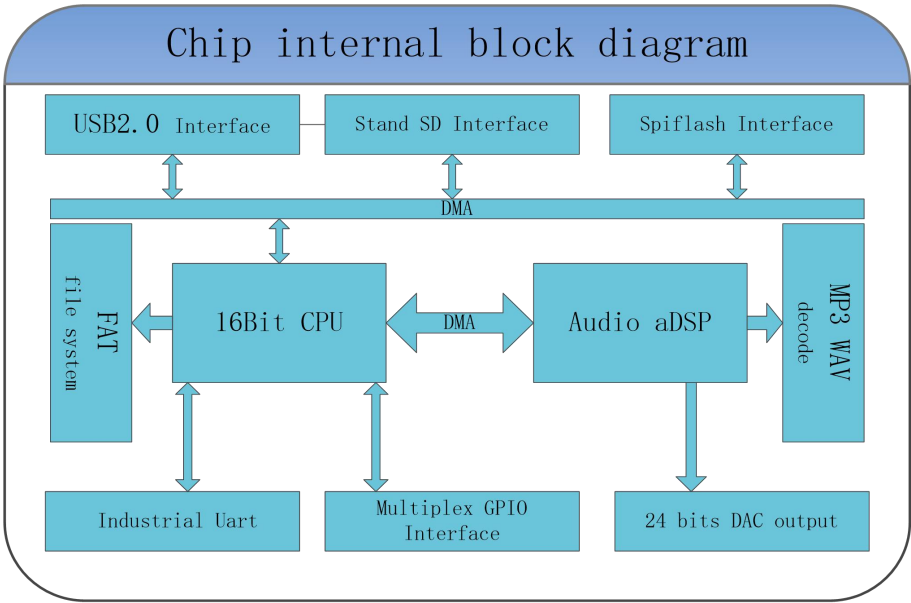 Chip internal block diagram
USB2.0 Interface
Stand SD Interface
Spiflash Interface
DMA
FAT
file system
16Bit CPU
DMA
Audio aDSP
MP3 WAV
decode
Industrial Uart
Multiplex GPIO
Interface
24 bits DAC output